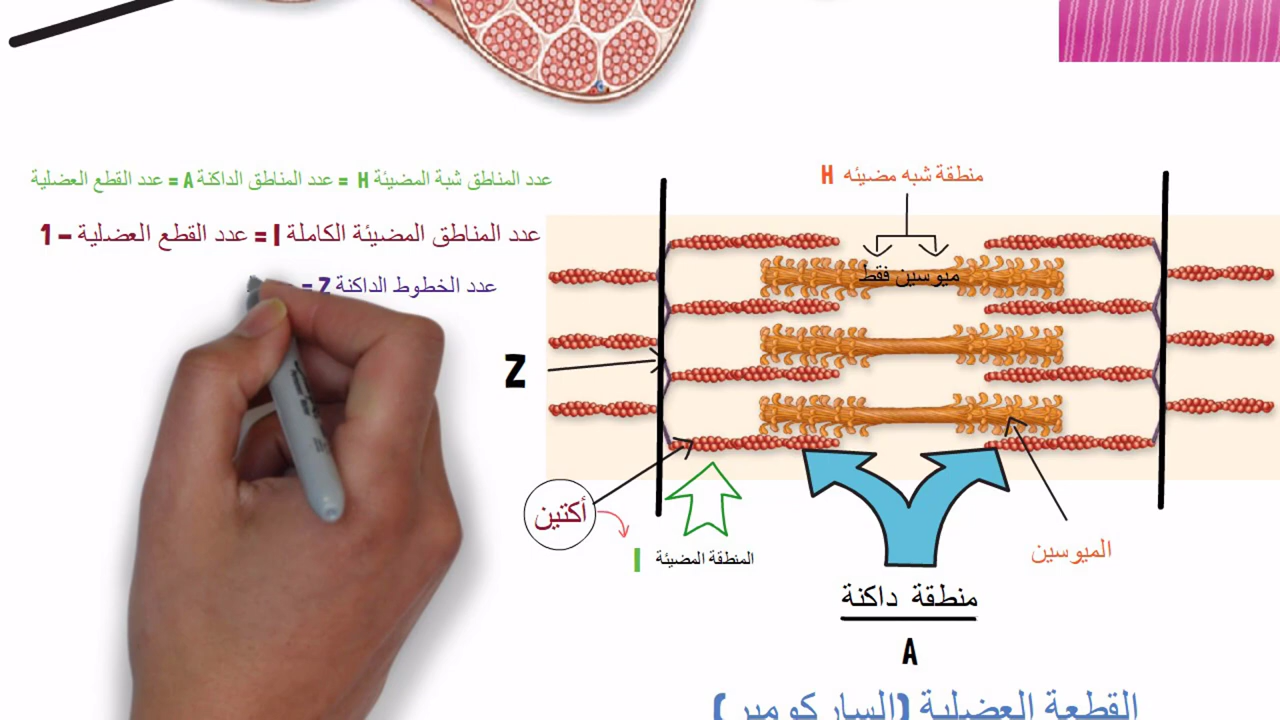 عدد المناطق شبة المضيئة H = عدد المناطق الداكنة A = عدد القطع العضلية
عدد المناطق المضيئة الكاملة I = عدد القطع العضلية – 1
عدد الخطوط الداكنة Z =
منطقة شبه مضيئه H
ميوسين فقط
Z
أكتين
المنطقة المضيئة I
الميوسين
منطقة داكنة
A
القطعة العضلية (الساركومير)